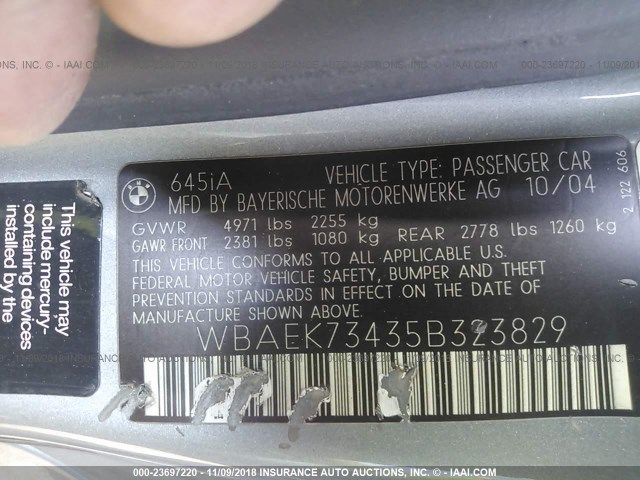 645iA VEHICLE TYPE: PASSENGER CAR
MFD BY BAYERISCHE MOTORENWERKE AG 10/04
GVWR 4971 lbs 2255 kg
GAWR FRONT 2381 lbs 1080 kg REAR 2778 lbs 1260 kg
THIS VEHICLE CONFORMS TO ALL APPLICABLE U.S.
FEDERAL MOTOR VEHICLE SAFETY, BUMPER AND THEFT
PREVENTION STANDARDS IN EFFECT ON THE DATE OF
MANUFACTURE SHOWN ABOVE.
WBAEK73435B323829
2 122 606
This vehicle may
include mercury-
containing devices
installed by the
000-23697220 - 11/09/2018 INSURANCE AUTO AUCTIONS - WWW.IAAI.COM